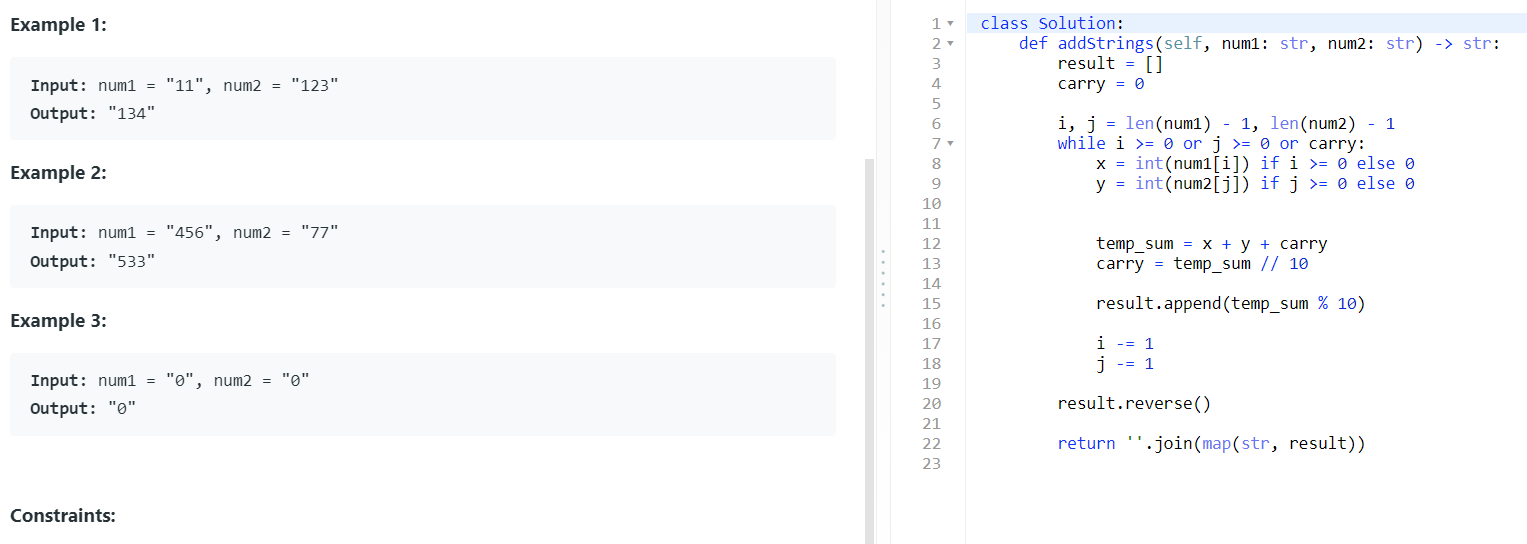 Example 1:
Input: num1 = "11", num2 = "123"
Output: "134"
Example 2:
Input: num1 = "456", num2 = "77"
Output: "533"
Example 3:
Input: num1 = "0", num2 = "0"
Output: "0"
Constraints:
1 class Solution:
2     def addStrings(self, num1: str, num2: str) -> str:
3         result = []
4         carry = 0
5
6         i, j = len(num1) - 1, len(num2) - 1
7         while i >= 0 or j >= 0 or carry:
8             x = int(num1[i]) if i >= 0 else 0
9             y = int(num2[j]) if j >= 0 else 0
10
11
12             temp_sum = x + y + carry
13             carry = temp_sum // 10
14
15             result.append(temp_sum % 10)
16
17             i -= 1
18             j -= 1
19
20         result.reverse()
21
22         return ''.join(map(str, result))
23